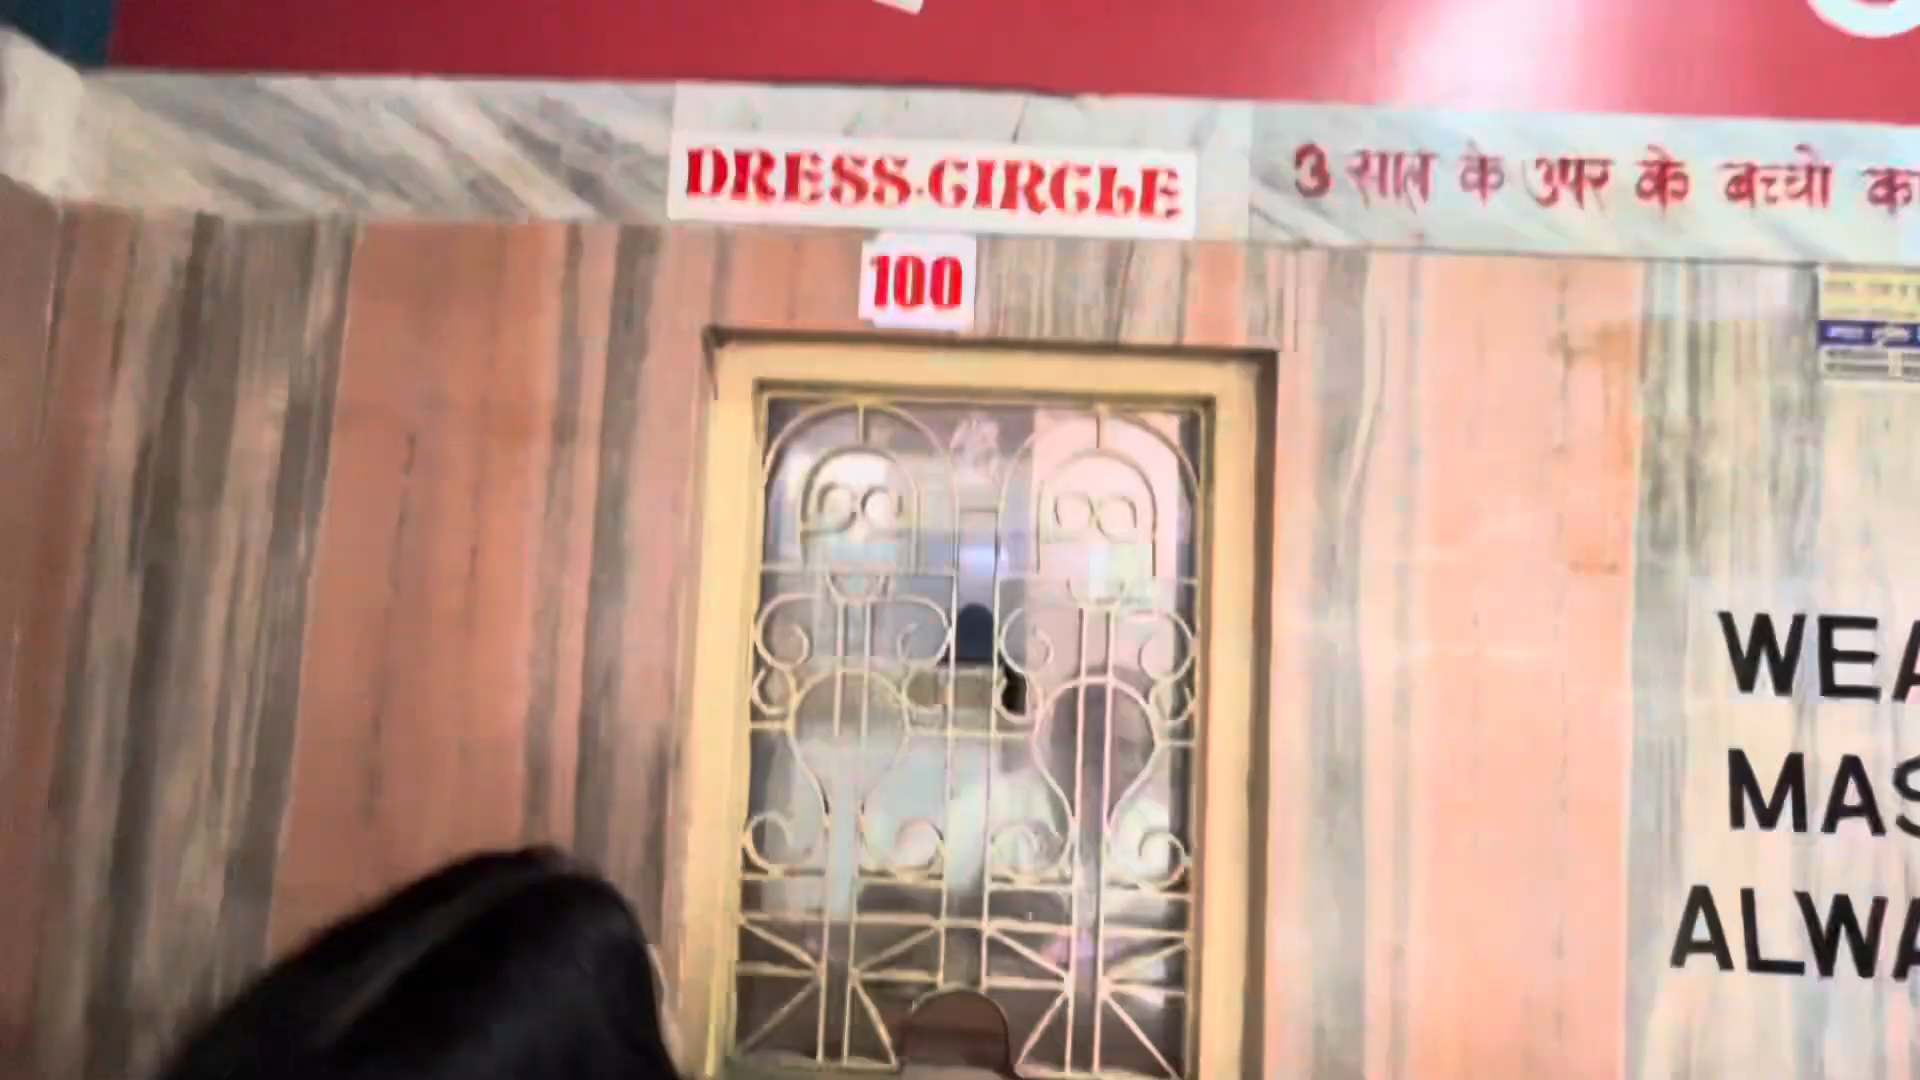 DRESS-CIRCLE
3 साल के उपर के बच्चो का
100
WEA
MAS
ALWA